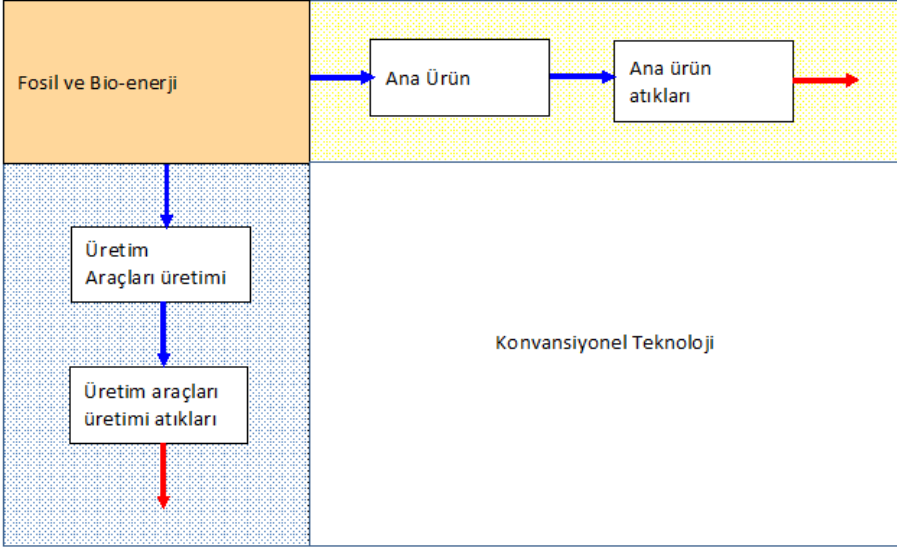 Fosil ve Bio-enerji
Ana Ürün
Ana ürün
atıkları
Üretim
Araçları üretimi
Üretim araçları
üretimi atıkları
Konvansiyonel Teknoloji